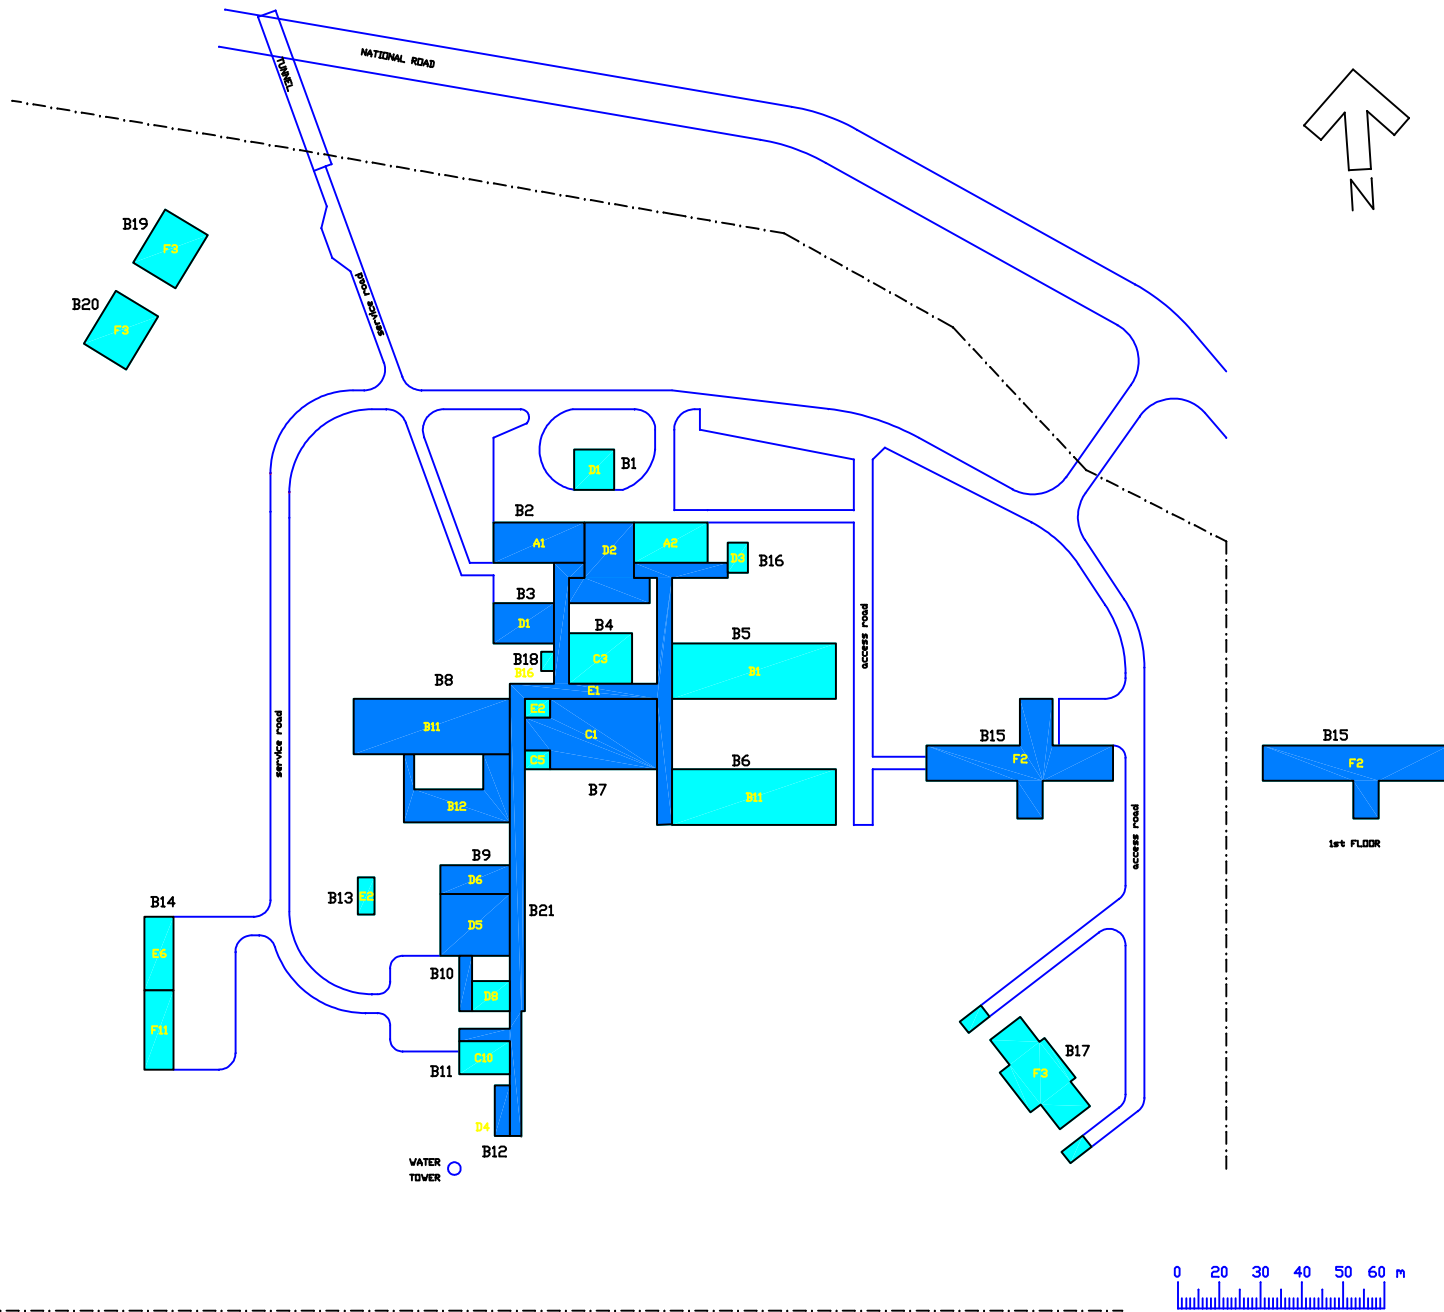 NATIONAL ROAD
TUNNEL
N
B19
F3
B20
F3
service road
B1
D1
B2
A1
D2
A2
D3
B16
B3
D1
B4
C3
B5
B1
access road
B18
B16
E1
B8
B11
E2
C1
C5
B7
B6
B11
B12
service road
B15
F2
B15
F2
1st FLOOR
access road
B9
D6
D5
B13
E2
B21
B14
E6
F11
B10
D8
C10
B11
D4
B12
B17
F3
WATER
TOWER
0 20 30 40 50 60 m